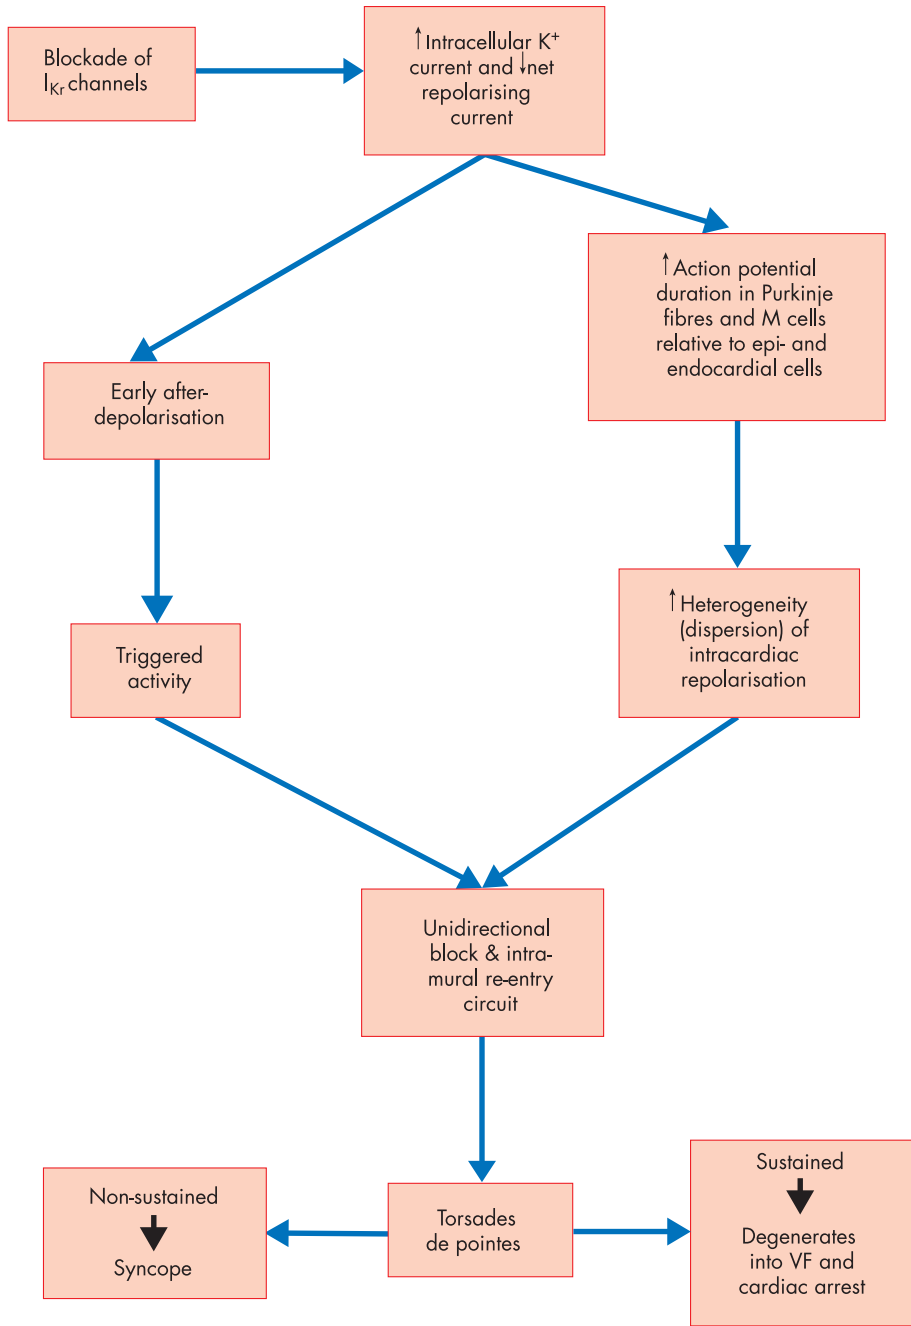 Blockade of
IKr channels
↑Intracellular K+
current and ↓net
repolarising
current
↑Action potential
duration in Purkinje
fibres and M cells
relative to epi- and
endocardial cells
Early after-
depolarisation
↑Heterogeneity
(dispersion) of
intracardiac
repolarisation
Triggered
activity
Unidirectional
block & intra-
mural re-entry
circuit
Non-sustained
Syncope
Torsades
de pointes
Sustained
Degenerates
into VF and
cardiac arrest